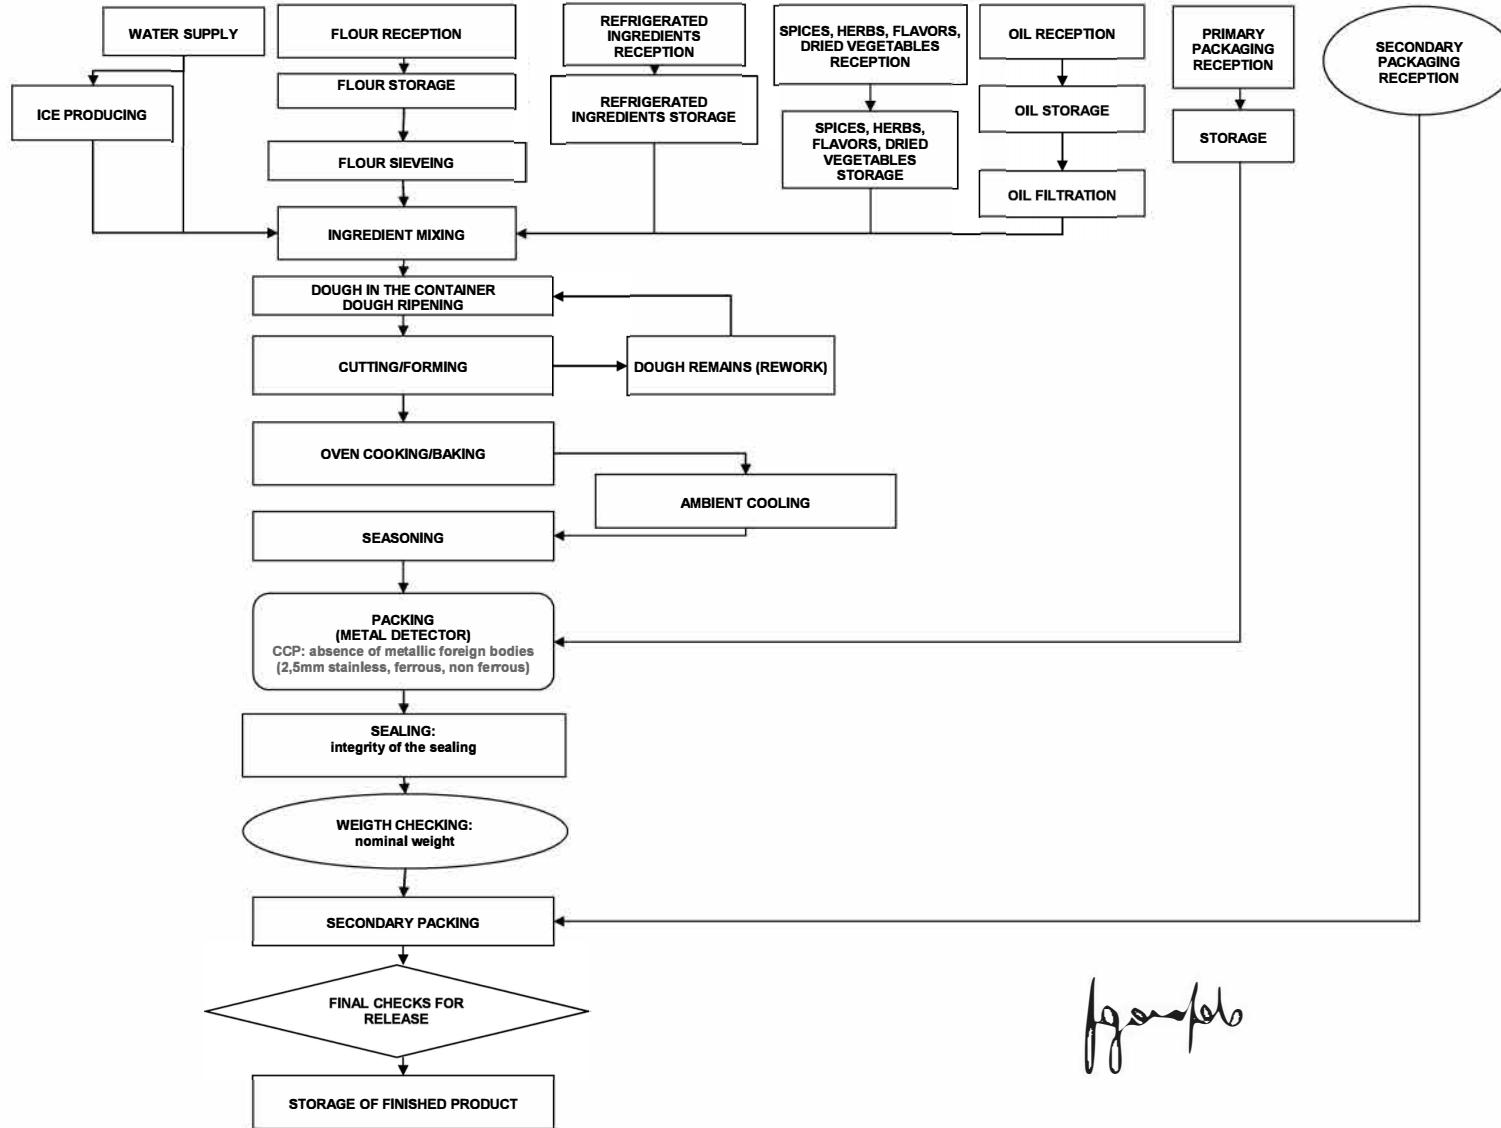 WATER SUPPLY
FLOUR RECEPTION
REFRIGERATED
INGREDIENTS
RECEPTION
SPICES, HERBS, FLAVORS,
DRIED VEGETABLES
RECEPTION
OIL RECEPTION
PRIMARY
PACKAGING
RECEPTION
SECONDARY
PACKAGING
RECEPTION
ICE PRODUCING
FLOUR STORAGE
REFRIGERATED
INGREDIENTS STORAGE
SPICES, HERBS,
FLAVORS, DRIED
VEGETABLES
STORAGE
OIL STORAGE
STORAGE
FLOUR SIEVEING
OIL FILTRATION
INGREDIENT MIXING
DOUGH IN THE CONTAINER
DOUGH RIPENING
CUTTING/FORMING
DOUGH REMAINS (REWORK)
OVEN COOKING/BAKING
AMBIENT COOLING
SEASONING
PACKING
(METAL DETECTOR)
CCP: absence of metallic foreign bodies
(2,5mm stainless, ferrous, non ferrous)
SEALING:
integrity of the sealing
WEIGTH CHECKING:
nominal weight
SECONDARY PACKING
FINAL CHECKS FOR
RELEASE
STORAGE OF FINISHED PRODUCT